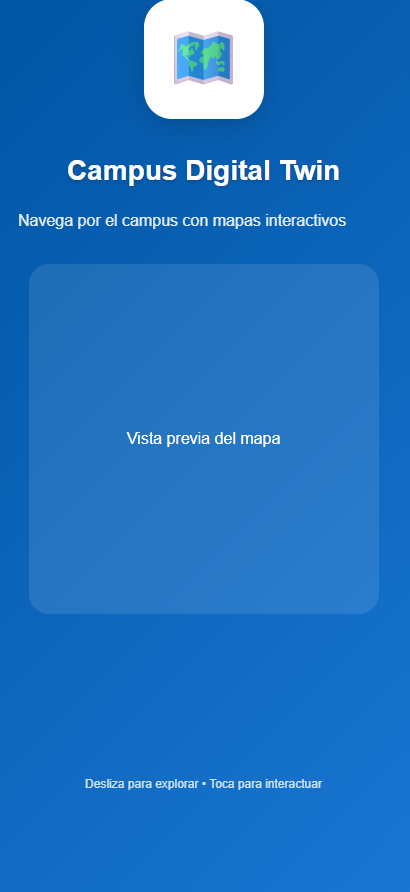 Campus Digital Twin
Navega por el campus con mapas interactivos
Vista previa del mapa
Desliza para explorar • Toca para interactuar